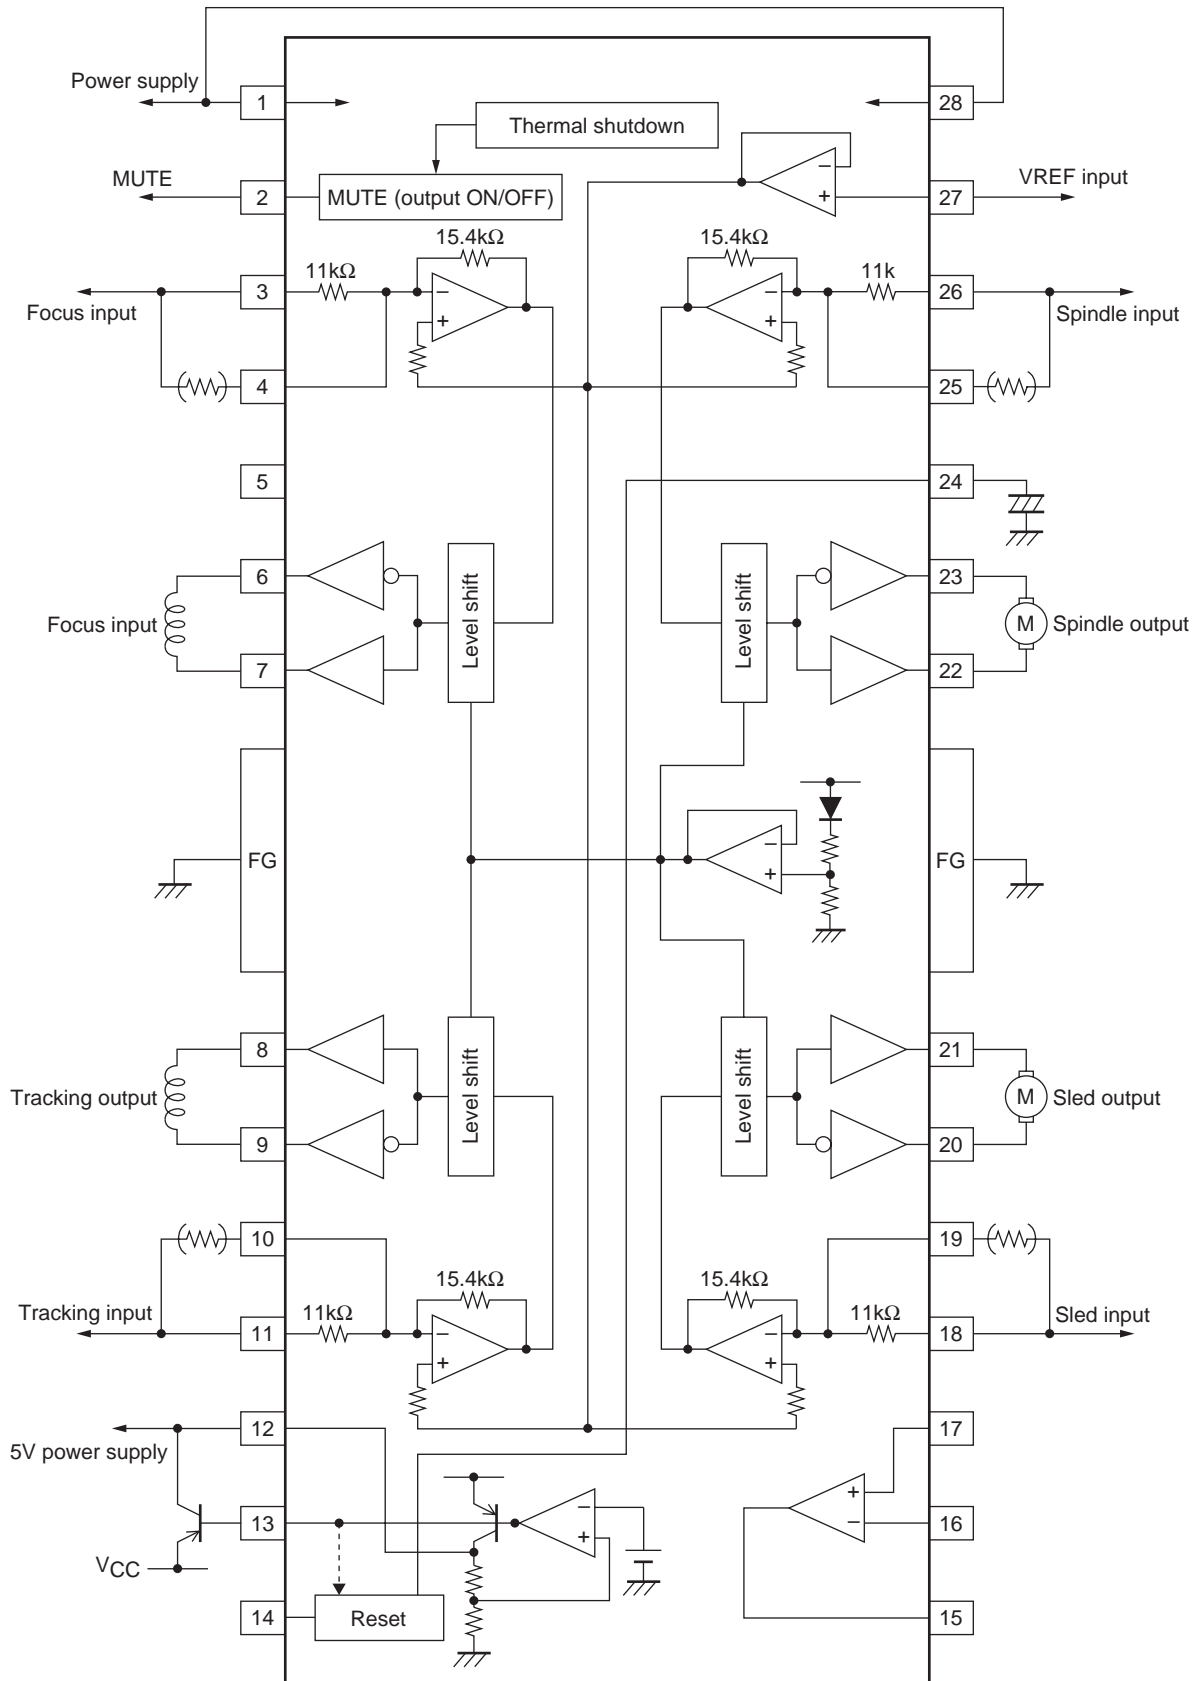 Power supply
1
28
Thermal shutdown
MUTE
2
MUTE (output ON/OFF)
−
+
27
VREF input
15.4kΩ
15.4kΩ
11kΩ
11k
3
−
+
−
+
26
Focus input
Spindle input
4
25
5
24
6
23
Focus input
Level shift
Level shift
M
Spindle output
7
22
FG
−
+
FG
8
21
Tracking output
Level shift
Level shift
M
Sled output
9
20
10
19
15.4kΩ
15.4kΩ
Tracking input
11kΩ
11kΩ
Sled input
11
−
+
−
+
18
12
17
5V power supply
13
−
+
+
−
16
VCC
14
Reset
15